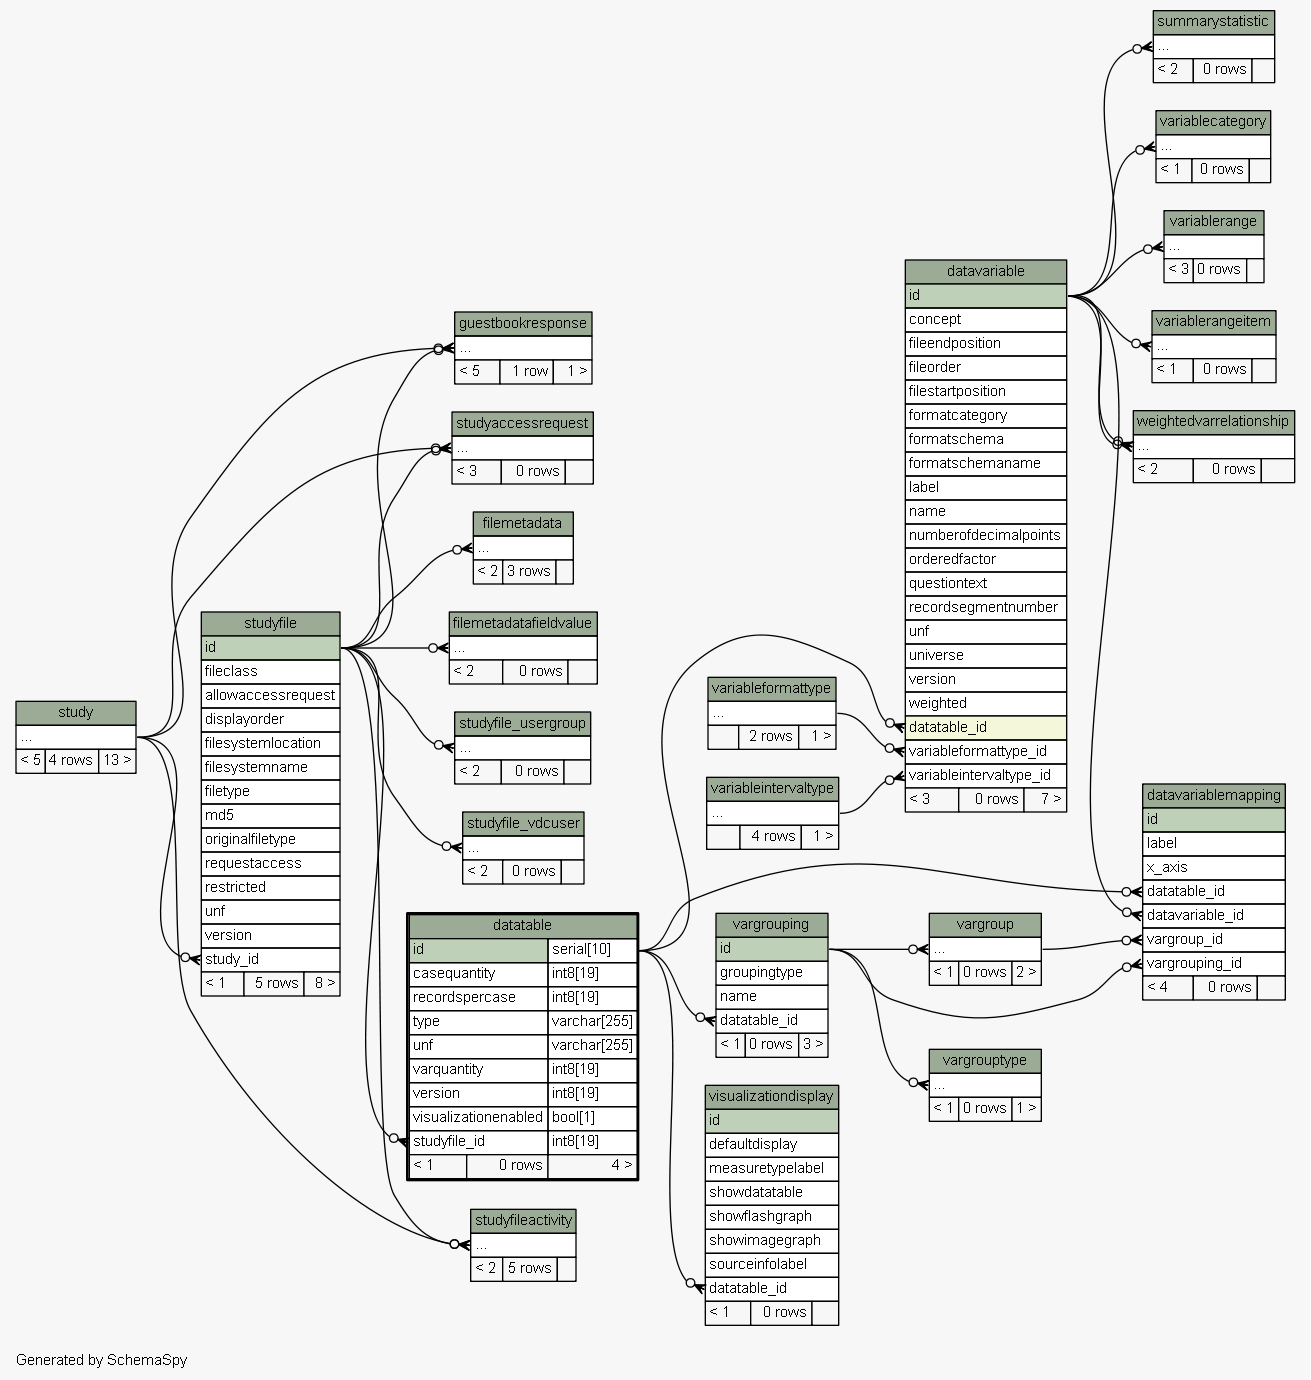 summarystatistic
...
< 2 0 rows
variablecategory
...
< 1 0 rows
variablerange
...
< 3 0 rows
variablerangeitem
...
< 1 0 rows
weightedvarrelationship
...
< 2 0 rows
datavariable
id
concept
fileendposition
fileorder
filestartposition
formatcategory
formatschema
formatschemaname
label
name
numberofdecimalpoints
orderedfactor
questiontext
recordsegmentnumber
unf
universe
version
weighted
datatable_id
variableformattype_id
variableintervaltype_id
< 3 0 rows 7 >
guestbookresponse
...
< 5 1 row 1 >
studyaccessrequest
...
< 3 0 rows
filemetadata
...
< 2 3 rows
filemetadatafieldvalue
...
< 2 0 rows
studyfile_usergroup
...
< 2 0 rows
studyfile_vdcuser
...
< 2 0 rows
studyfile
id
fileclass
allowaccessrequest
displayorder
filesystemlocation
filesystemname
filetype
md5
originalfiletype
requestaccess
restricted
unf
version
study_id
< 1 5 rows 8 >
study
...
< 5 4 rows 13 >
variableformattype
...
2 rows 1 >
variableintervaltype
...
4 rows 1 >
datavariablemapping
id
label
x_axis
datatable_id
datavariable_id
vargroup_id
vargrouping_id
< 4 0 rows
datatable
id serial[10]
casequantity int8[19]
recordspercase int8[19]
type varchar[255]
unf varchar[255]
varquantity int8[19]
version int8[19]
visualizationenabled bool[1]
studyfile_id int8[19]
< 1 0 rows 4 >
vargrouping
id
groupingtype
name
datatable_id
< 1 0 rows 3 >
vargroup
...
< 1 0 rows 2 >
vargrouptype
...
< 1 0 rows 1 >
visualizationdisplay
id
defaultdisplay
measuretypelabel
showdatatable
showflashgraph
showimagegraph
sourceinfolabel
datatable_id
< 1 0 rows
studyfileactivity
...
< 2 5 rows
Generated by SchemaSpy